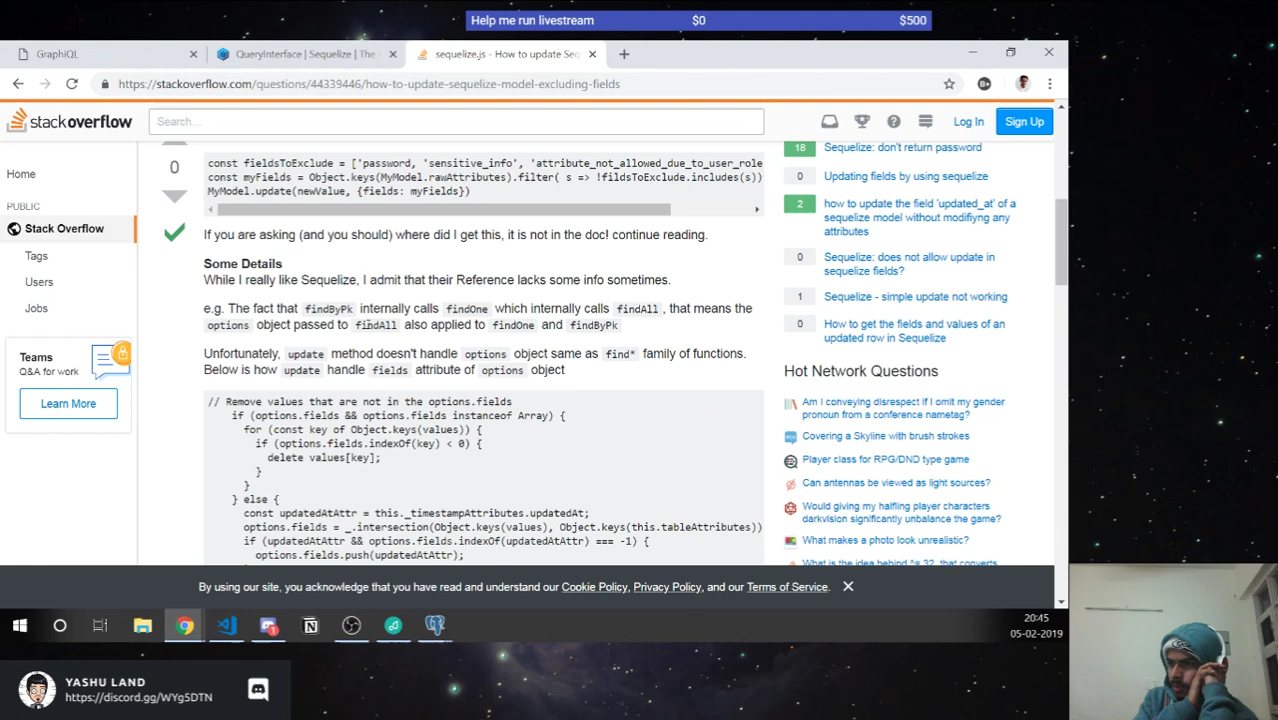 Help me run livestream $0 $500
GraphiQL
QueryInterface | Sequelize | The
sequelize.js - How to update Seq
https://stackoverflow.com/questions/44339446/how-to-update-sequelize-model-excluding-fields
stackoverflow
Search...
Log In
Sign Up
Home
PUBLIC
Stack Overflow
Tags
Users
Jobs
Teams
Q&A for work
Learn More
0
const fieldsToExclude = ['password, 'sensitive_info', 'attribute_not_allowed_due_to_user_role
const myFields = Object.keys(MyModel.rawAttributes).filter( s => !fildsToExclude.includes(s))
MyModel.update(newValue, {fields: myFields})
If you are asking (and you should) where did I get this, it is not in the doc! continue reading.
Some Details
While I really like Sequelize, I admit that their Reference lacks some info sometimes.
e.g. The fact that findByPk internally calls findOne which internally calls findAll , that means the
options object passed to findAll also applied to findOne and findByPk
Unfortunately, update method doesn't handle options object same as find* family of functions.
Below is how update handle fields attribute of options object
// Remove values that are not in the options.fields
if (options.fields && options.fields instanceof Array) {
for (const key of Object.keys(values)) {
if (options.fields.indexOf(key) < 0) {
delete values[key];
}
}
} else {
const updatedAtAttr = this._timestampAttributes.updatedAt;
options.fields = _.intersection(Object.keys(values), Object.keys(this.tableAttributes))
if (updatedAtAttr && options.fields.indexOf(updatedAtAttr) === -1) {
options.fields.push(updatedAtAttr);
18 Sequelize: don't return password
0 Updating fields by using sequelize
2 how to update the field 'updated_at' of a
sequelize model without modifiyng any
attributes
0 Sequelize: does not allow update in
sequelize fields?
1 Sequelize - simple update not working
0 How to get the fields and values of an
updated row in Sequelize
Hot Network Questions
Am I conveying disrespect if I omit my gender
pronoun from a conference nametag?
Covering a Skyline with brush strokes
Player class for RPG/DND type game
Can antennas be viewed as light sources?
Would giving my halfling player characters
darkvision significantly unbalance the game?
What makes a photo look unrealistic?
What is the idea behind ^= 32, that converts
By using our site, you acknowledge that you have read and understand our Cookie Policy, Privacy Policy, and our Terms of Service.
20:45
05-02-2019
YASHU LAND
https://discord.gg/WYg5DTN